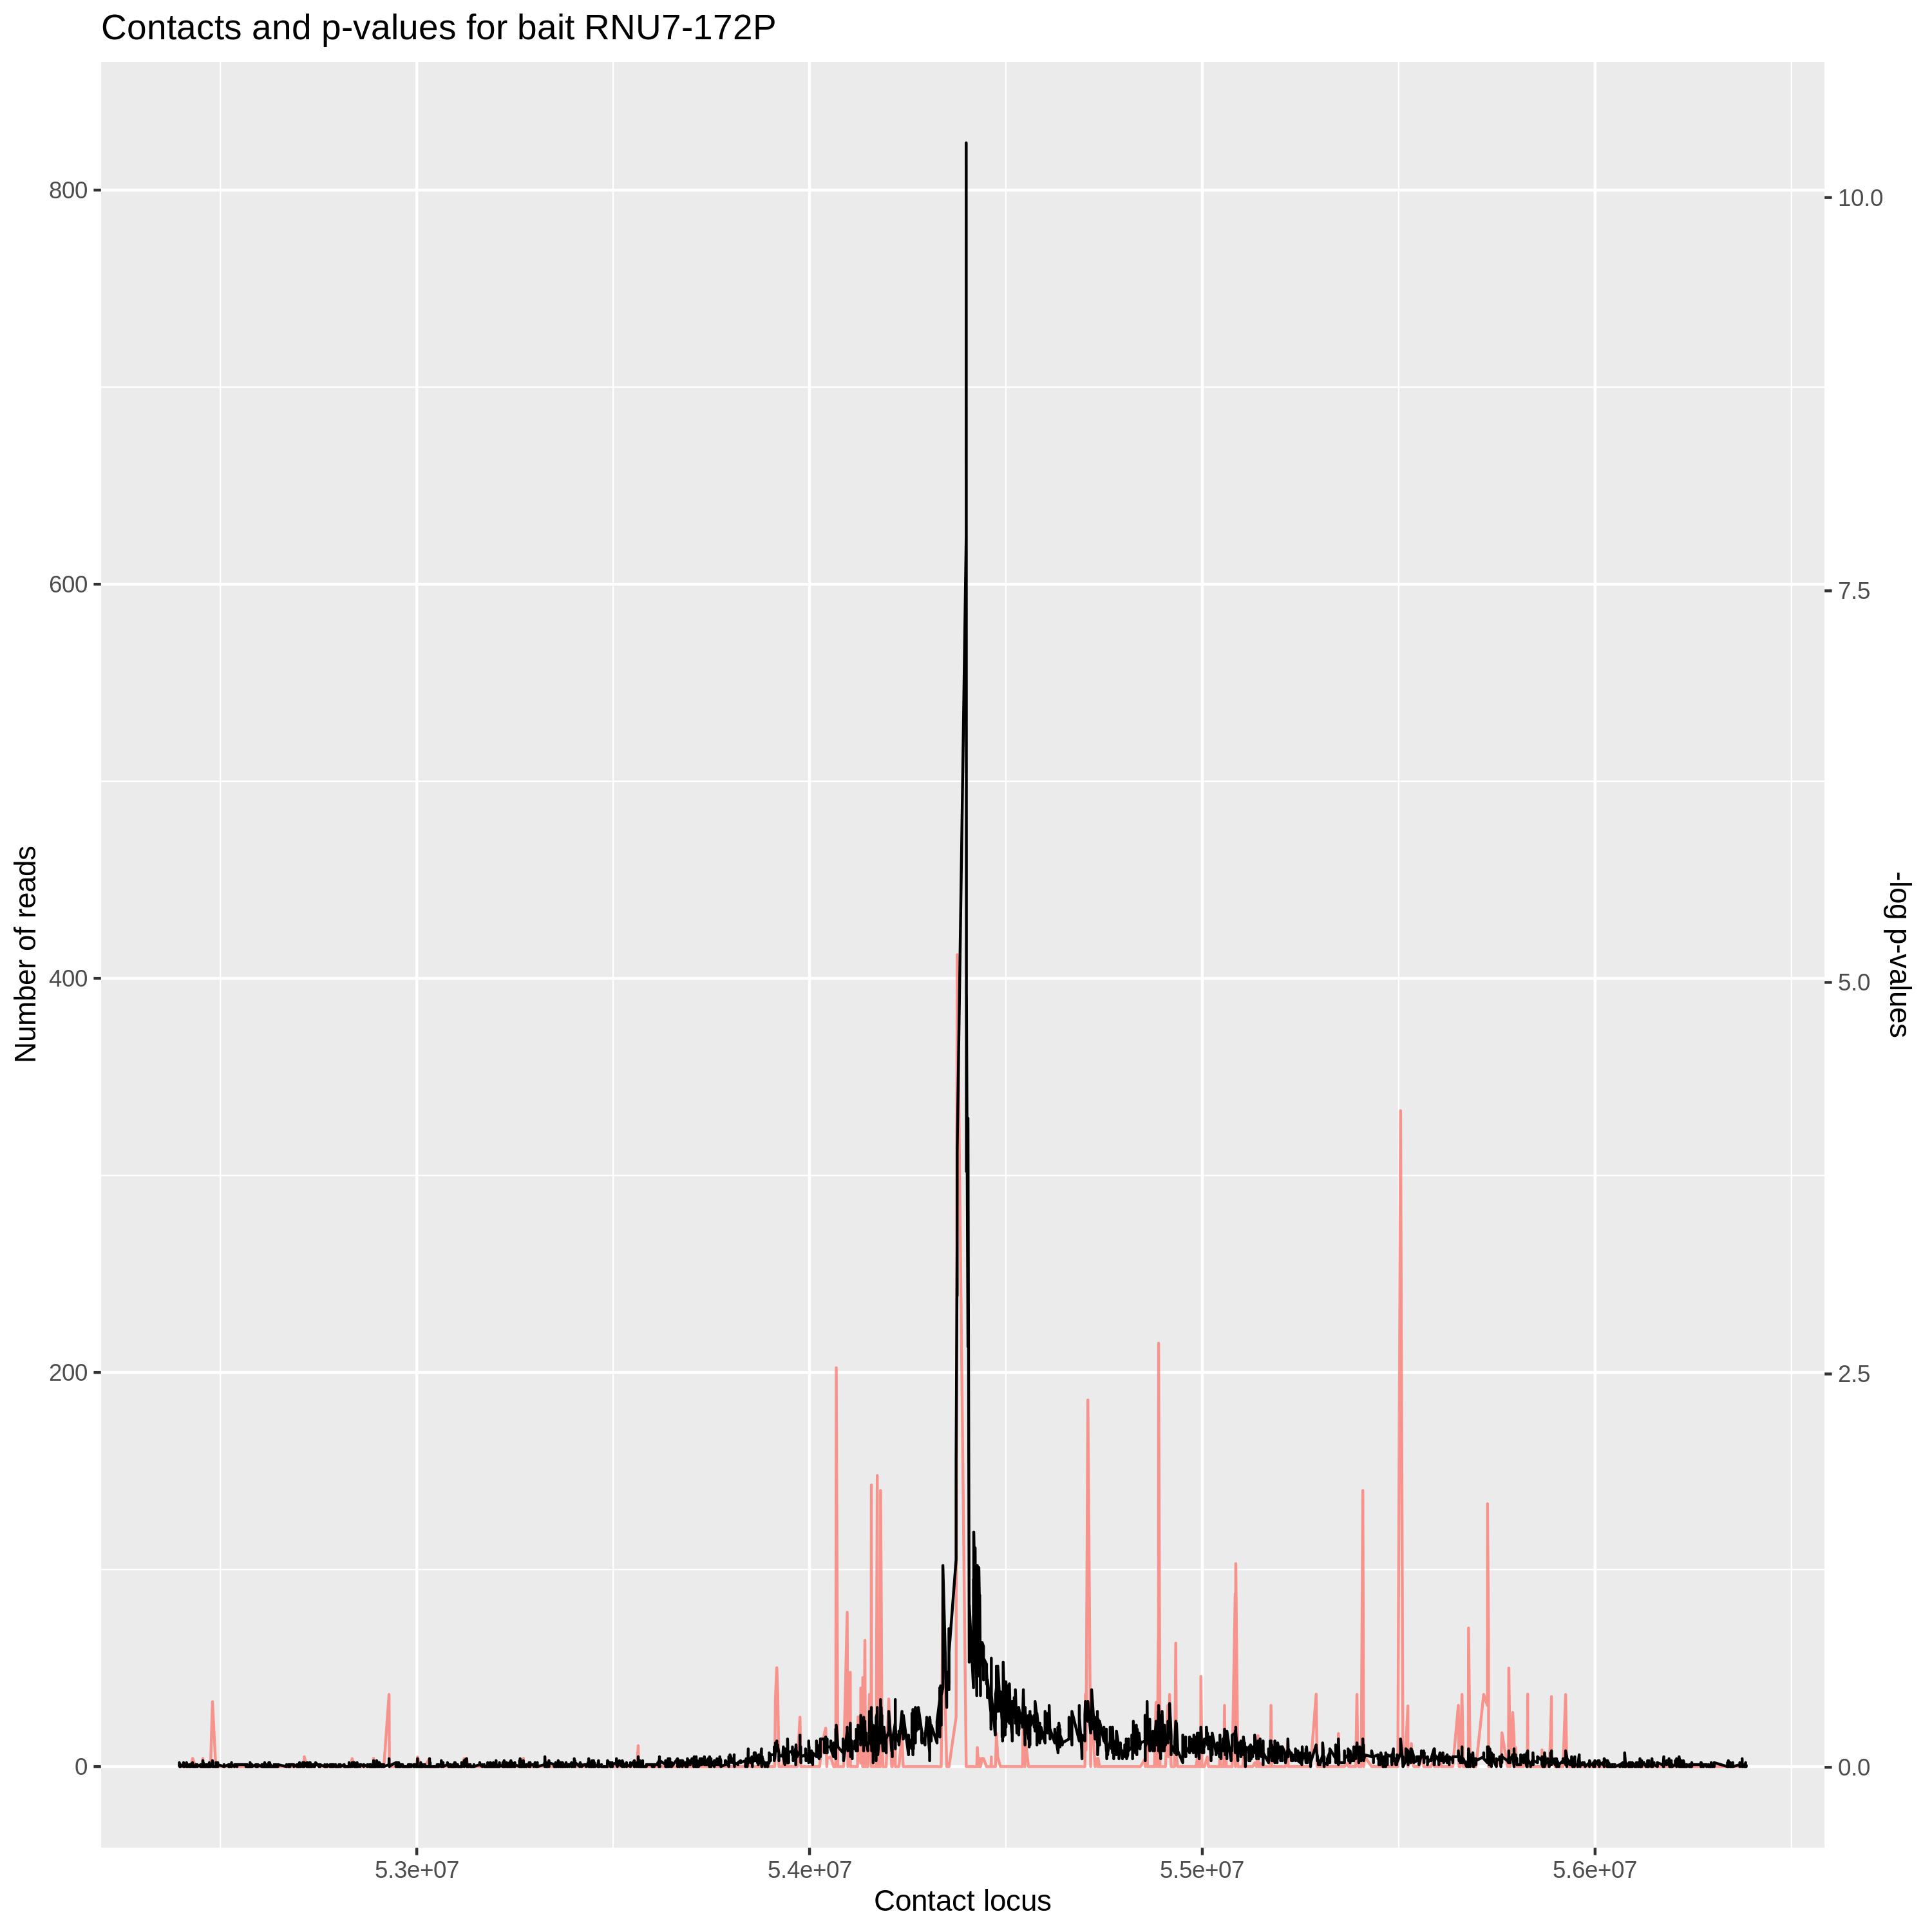 Contacts and p-values for bait RNU7-172P
800
600
400
200
0
Number of reads
10.0
7.5
5.0
2.5
0.0
-log p-values
5.3e+07
5.4e+07
5.5e+07
5.6e+07
Contact locus